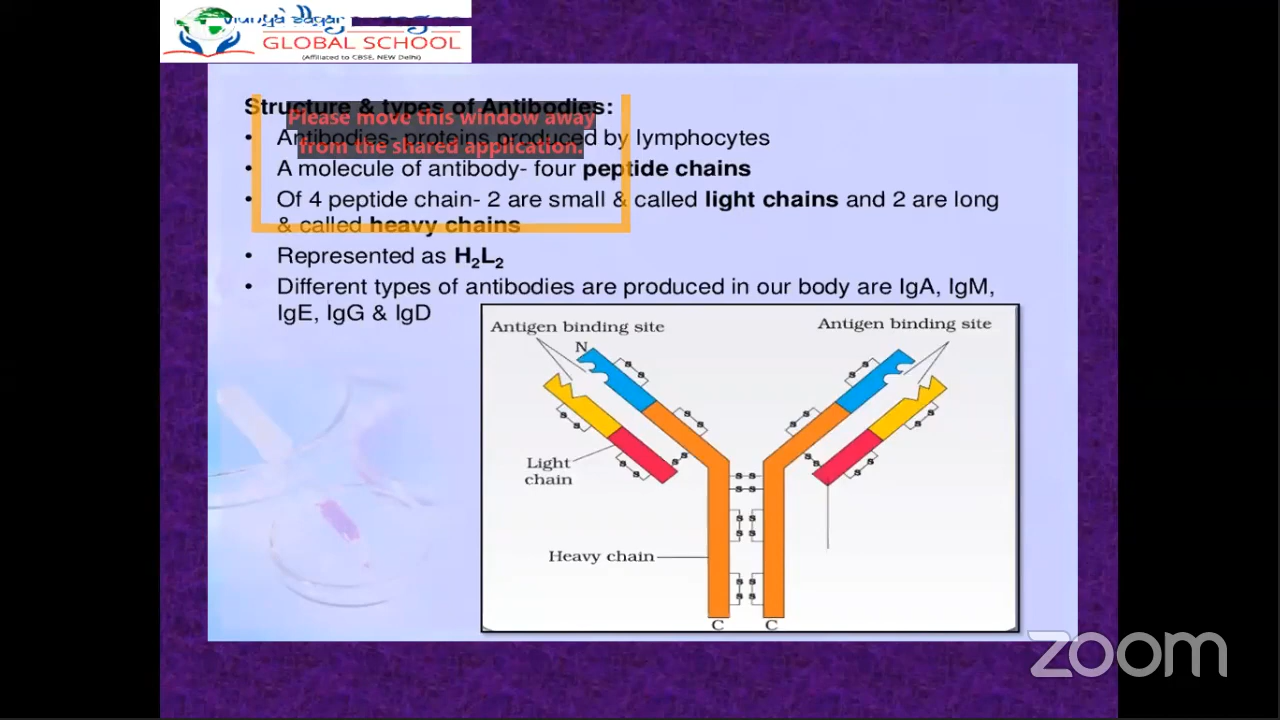 GLOBAL SCHOOL
(Affiliated to CBSE, NEW Delhi)
Structure & types of Antibodies:
Please move this window away
from the shared application.
• Antibodies- proteins produced by lymphocytes
• A molecule of antibody- four peptide chains
• Of 4 peptide chain- 2 are small & called light chains and 2 are long
& called heavy chains
• Represented as H₂L₂
• Different types of antibodies are produced in our body are IgA, IgM,
IgE, IgG & IgD
Antigen binding site
Antigen binding site
N
s s
s s
s s
s s
s s
s s
s s
s s
s s
s s
Light
chain
s s
s s
s s
s s
Heavy chain
s s
s s
C
C
zoom